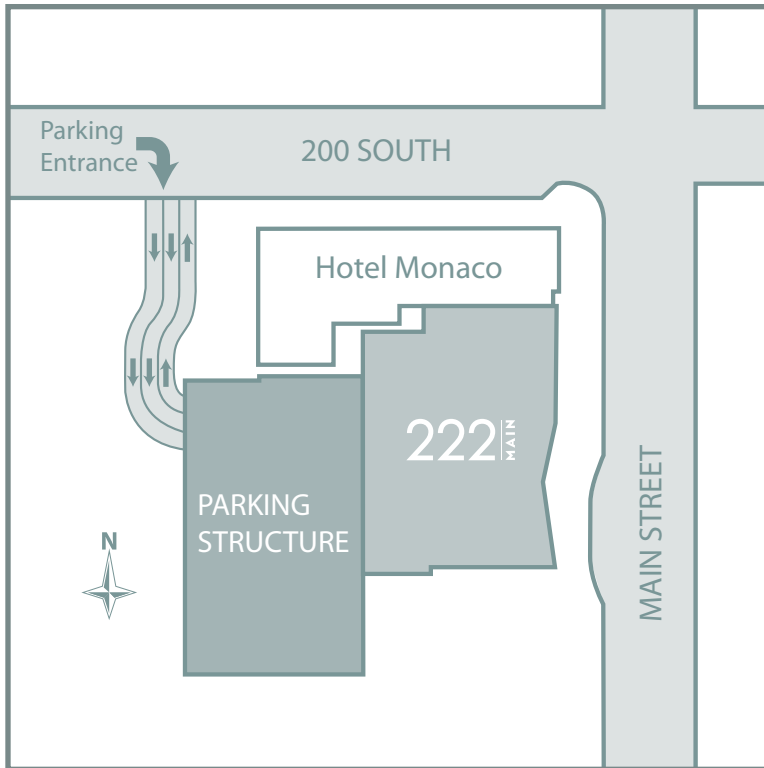 Parking
Entrance
200 SOUTH
Hotel Monaco
222 MAIN
PARKING
STRUCTURE
MAIN STREET
N